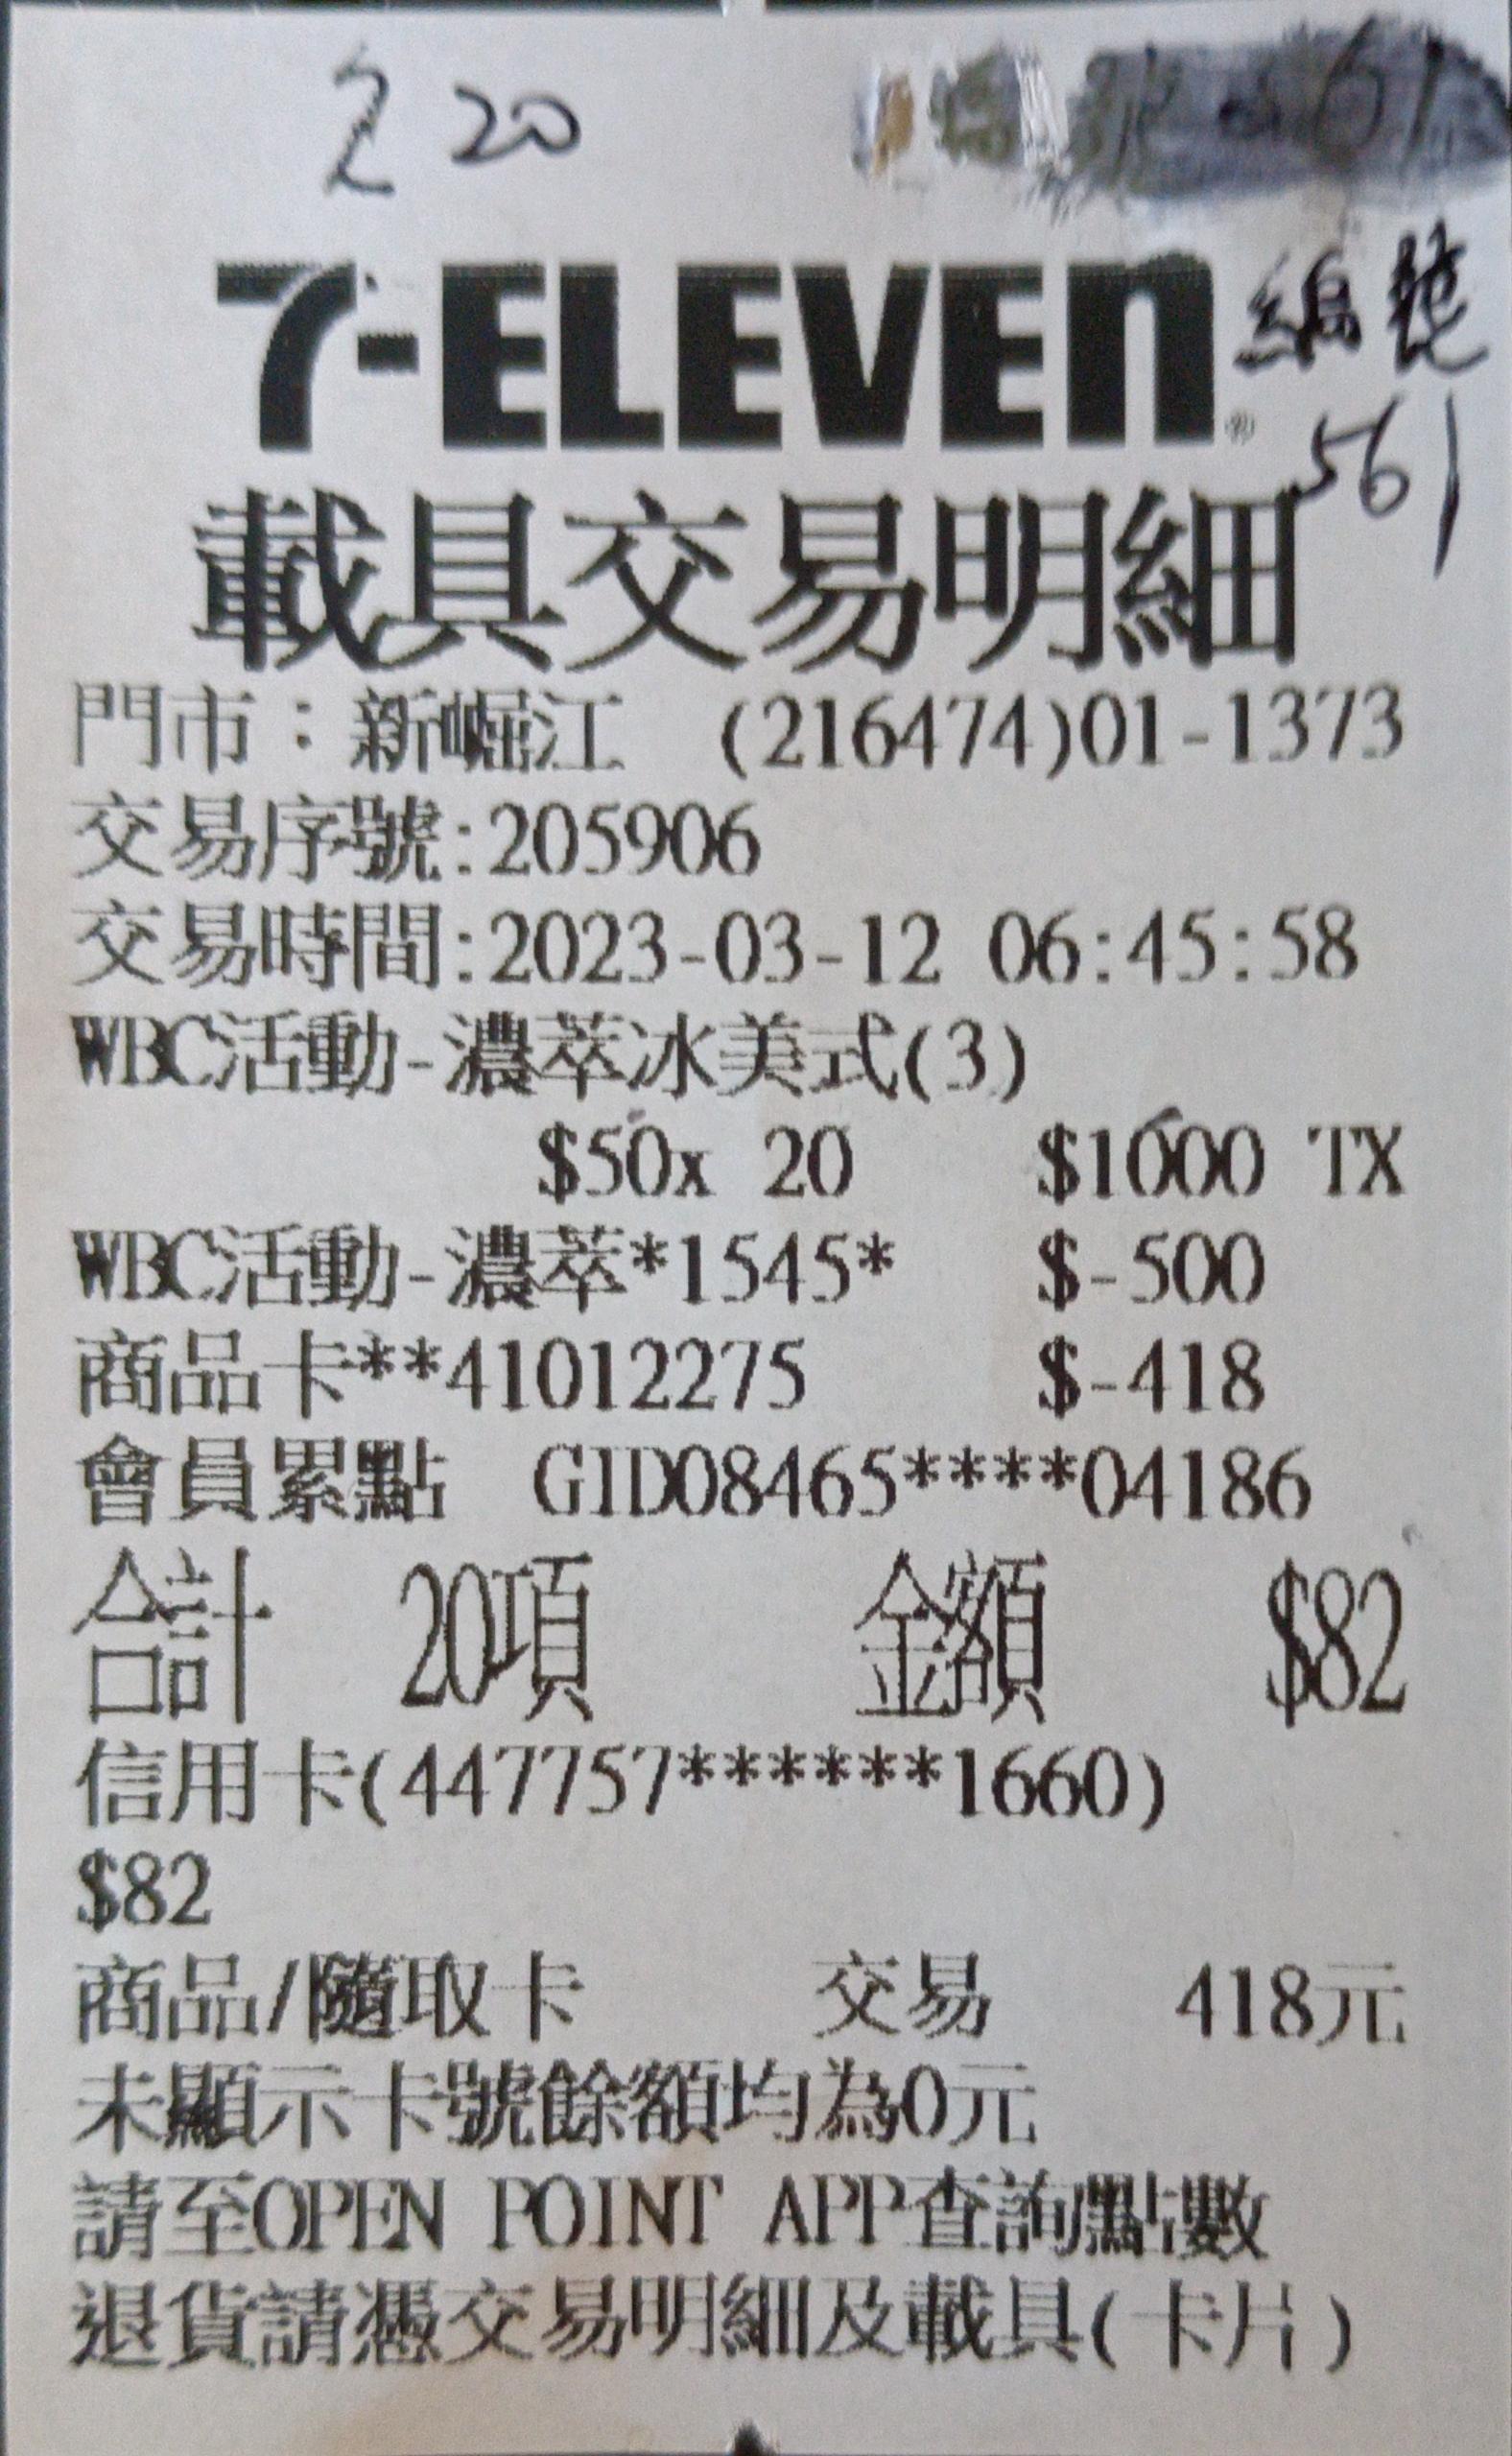 220
7-ELEVEN
編號
561
載具交易明細
門市：新崛江 (216474)01-1373
交易序號:205906
交易時間:2023-03-12 06:45:58
WBC活動-濃萃冰美式(3)
$50x 20 $1000 TX
WBC活動-濃萃*1545* $-500
商品卡**41012275 $-418
會員累點 GID08465****04186
合計 20項 金額 $82
信用卡(447757******1660)
$82
商品/隨取卡 交易 418元
未顯示卡號餘額均為0元
請至OPEN POINT APP查詢點數
退貨請憑交易明細及載具(卡片)